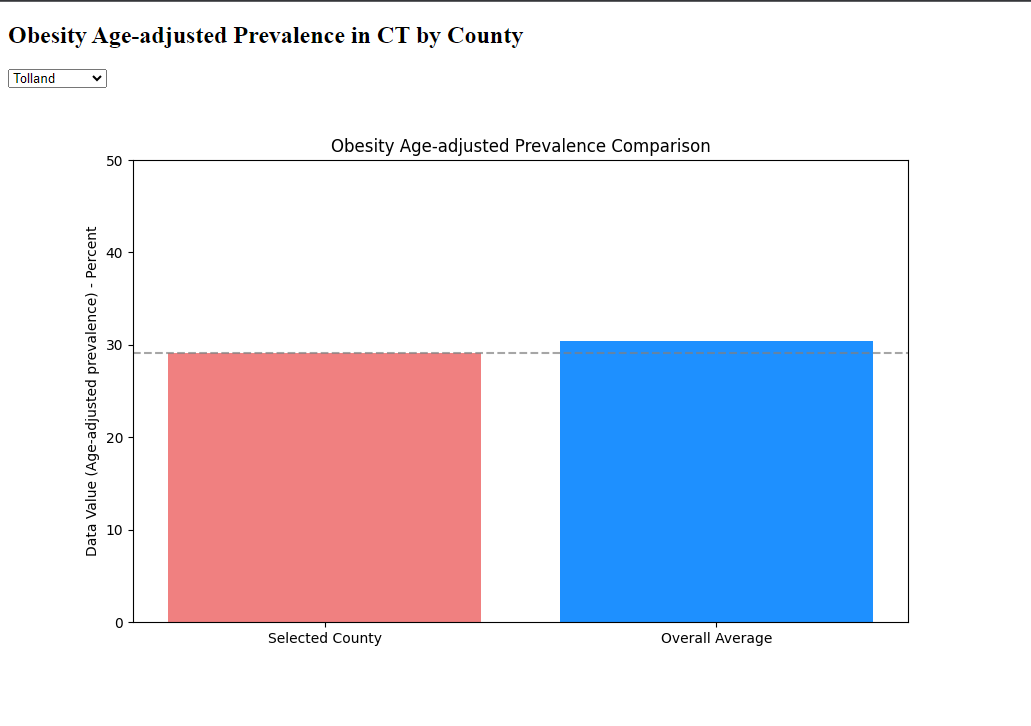 Obesity Age-adjusted Prevalence in CT by County
Tolland
Obesity Age-adjusted Prevalence Comparison
Data Value (Age-adjusted prevalence) - Percent
50
40
30
20
10
0
Selected County
Overall Average